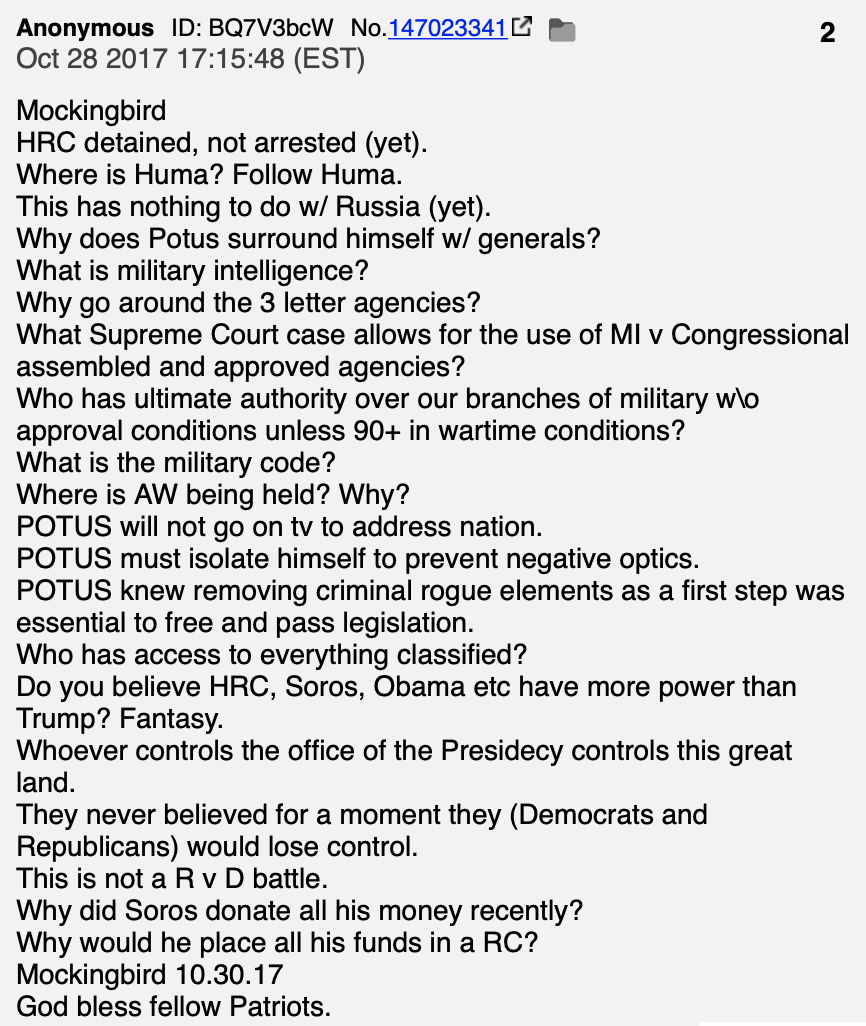 Anonymous ID: BQ7V3bcW No.147023341 2
Oct 28 2017 17:15:48 (EST)
Mockingbird
HRC detained, not arrested (yet).
Where is Huma? Follow Huma.
This has nothing to do w/ Russia (yet).
Why does Potus surround himself w/ generals?
What is military intelligence?
Why go around the 3 letter agencies?
What Supreme Court case allows for the use of MI v Congressional
assembled and approved agencies?
Who has ultimate authority over our branches of military w\o
approval conditions unless 90+ in wartime conditions?
What is the military code?
Where is AW being held? Why?
POTUS will not go on tv to address nation.
POTUS must isolate himself to prevent negative optics.
POTUS knew removing criminal rogue elements as a first step was
essential to free and pass legislation.
Who has access to everything classified?
Do you believe HRC, Soros, Obama etc have more power than
Trump? Fantasy.
Whoever controls the office of the Presidecy controls this great
land.
They never believed for a moment they (Democrats and
Republicans) would lose control.
This is not a R v D battle.
Why did Soros donate all his money recently?
Why would he place all his funds in a RC?
Mockingbird 10.30.17
God bless fellow Patriots.